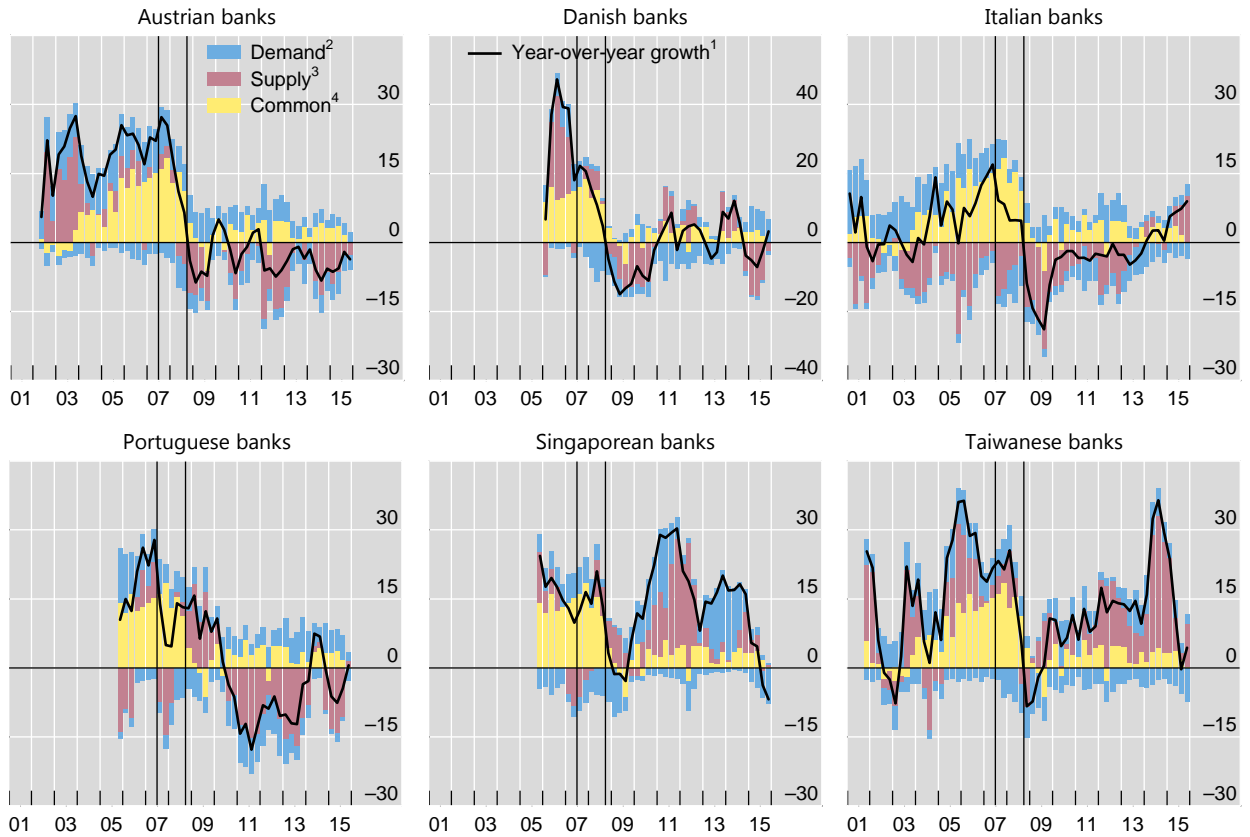 Austrian banks
Danish banks
Italian banks
Demand2
Supply3
Common4
Year-over-year growth1
30
15
0
–15
–30
40
20
0
–20
–40
30
15
0
–15
–30
01 03 05 07 09 11 13 15
01 03 05 07 09 11 13 15
01 03 05 07 09 11 13 15
Portuguese banks
Singaporean banks
Taiwanese banks
30
15
0
–15
–30
30
15
0
–15
–30
30
15
0
–15
–30
01 03 05 07 09 11 13 15
01 03 05 07 09 11 13 15
01 03 05 07 09 11 13 15